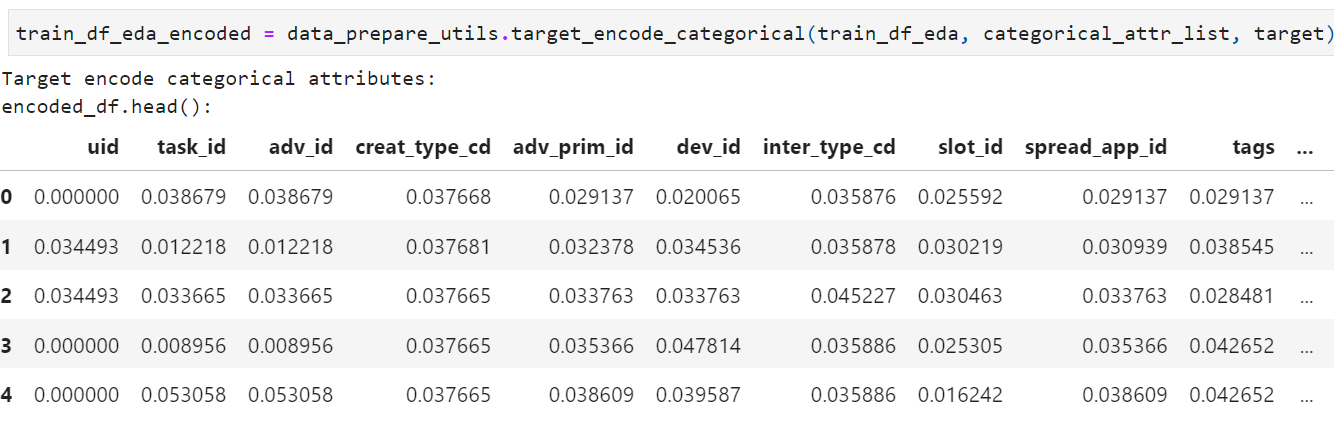 train_df_eda_encoded = data_prepare_utils.target_encode_categorical(train_df_eda, categorical_attr_list, target)
Target encode categorical attributes:
encoded_df.head():
uid task_id adv_id creat_type_cd adv_prim_id dev_id inter_type_cd slot_id spread_app_id tags ...
0 0.000000 0.038679 0.038679 0.037668 0.029137 0.020065 0.035876 0.025592 0.029137 0.029137 ...
1 0.034493 0.012218 0.012218 0.037681 0.032378 0.034536 0.035878 0.030219 0.030939 0.038545 ...
2 0.034493 0.033665 0.033665 0.037665 0.033763 0.033763 0.045227 0.030463 0.033763 0.028481 ...
3 0.000000 0.008956 0.008956 0.037665 0.035366 0.047814 0.035886 0.025305 0.035366 0.042652 ...
4 0.000000 0.053058 0.053058 0.037665 0.038609 0.039587 0.035886 0.016242 0.038609 0.042652 ...